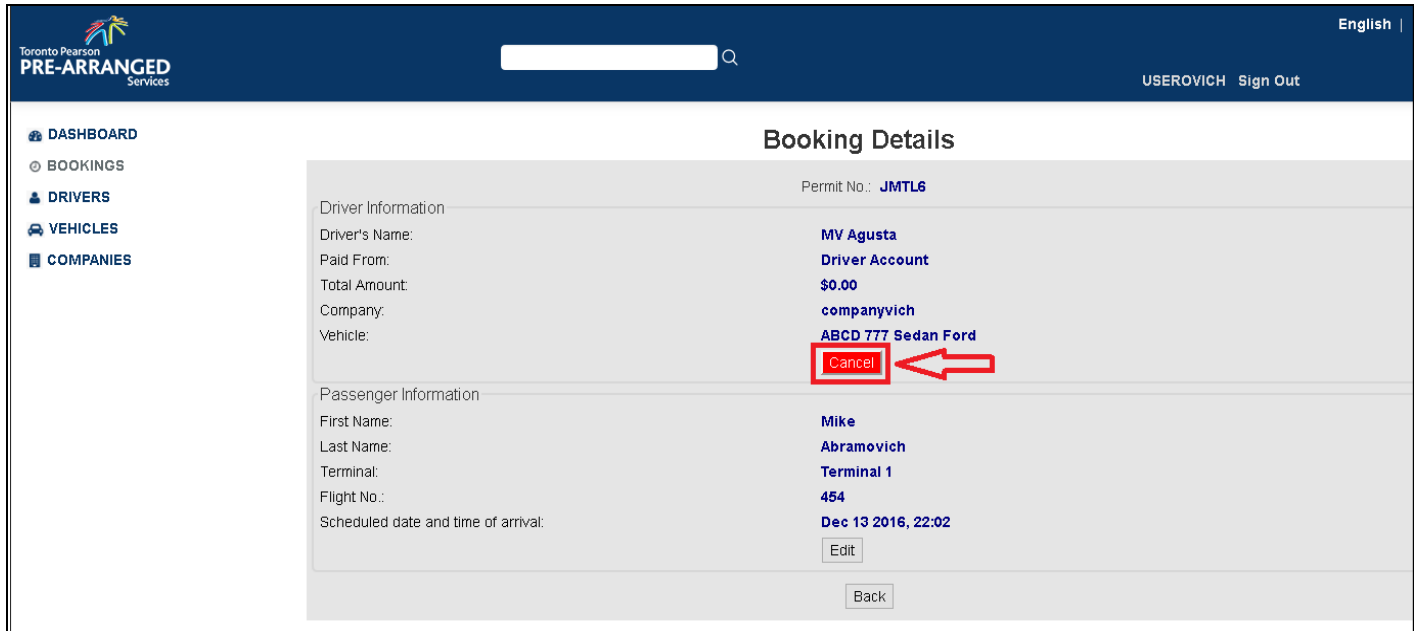 English |
Toronto Pearson
PRE-ARRANGED
Services
USEROVICH Sign Out
DASHBOARD
BOOKINGS
DRIVERS
VEHICLES
COMPANIES
Booking Details
Permit No.: JMTL6
Driver Information
Driver's Name: MV Agusta
Paid From: Driver Account
Total Amount: $0.00
Company: companyvich
Vehicle: ABCD 777 Sedan Ford
Cancel
Passenger Information
First Name: Mike
Last Name: Abramovich
Terminal: Terminal 1
Flight No.: 454
Scheduled date and time of arrival: Dec 13 2016, 22:02
Edit
Back